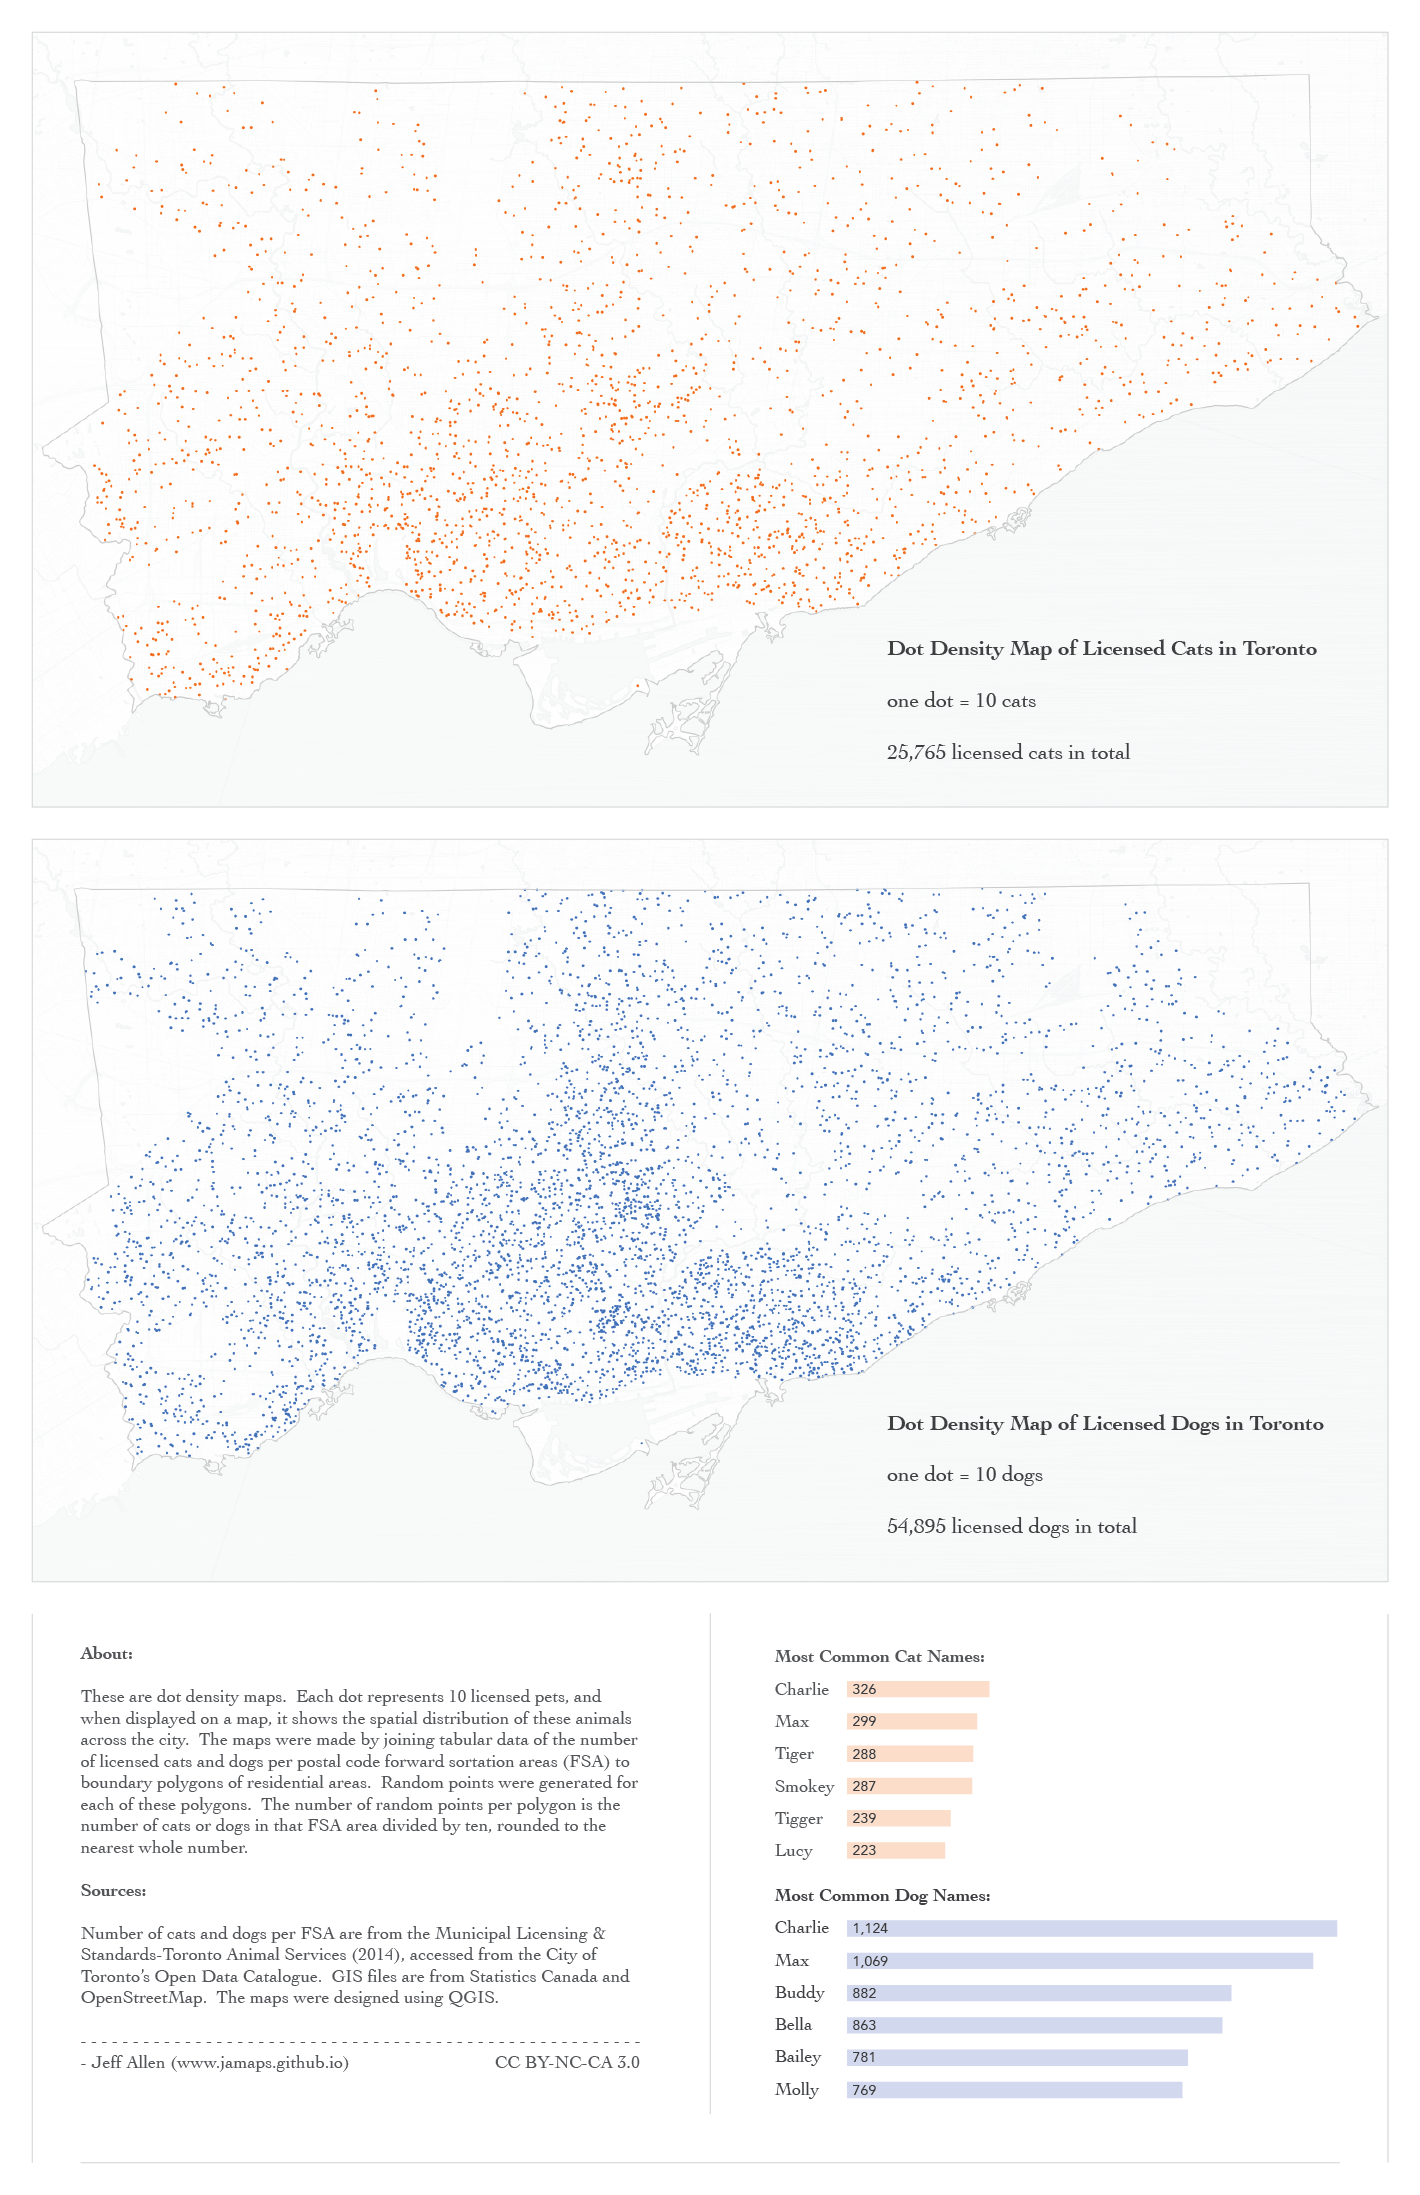 Dot Density Map of Licensed Cats in Toronto
one dot = 10 cats
25,765 licensed cats in total
Dot Density Map of Licensed Dogs in Toronto
one dot = 10 dogs
54,895 licensed dogs in total
About:
These are dot density maps. Each dot represents 10 licensed pets, and
when displayed on a map, it shows the spatial distribution of these animals
across the city. The maps were made by joining tabular data of the number
of licensed cats and dogs per postal code forward sortation areas (FSA) to
boundary polygons of residential areas. Random points were generated for
each of these polygons. The number of random points per polygon is the
number of cats or dogs in that FSA area divided by ten, rounded to the
nearest whole number.
Sources:
Number of cats and dogs per FSA are from the Municipal Licensing &
Standards-Toronto Animal Services (2014), accessed from the City of
Toronto's Open Data Catalogue. GIS files are from Statistics Canada and
OpenStreetMap. The maps were designed using QGIS.
- Jeff Allen (www.jamaps.github.io) CC BY-NC-CA 3.0
Most Common Cat Names:
Charlie 326
Max 299
Tiger 288
Smokey 287
Tigger 239
Lucy 223
Most Common Dog Names:
Charlie 1,124
Max 1,069
Buddy 882
Bella 863
Bailey 781
Molly 769